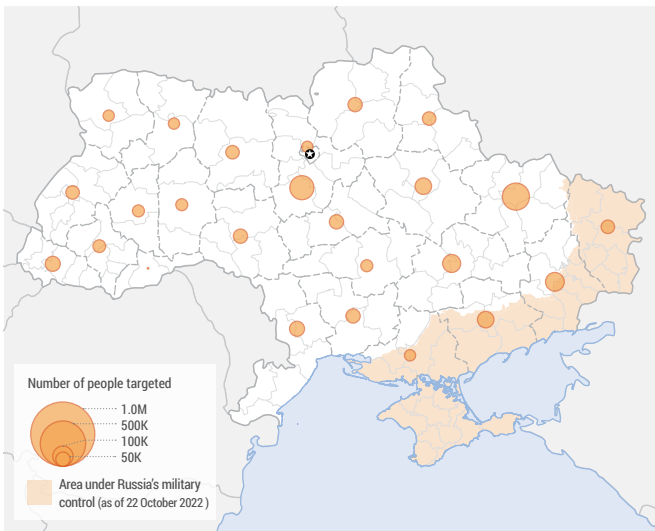 Number of people targeted
1.0M
500K
100K
50K
Area under Russia's military
control (as of 22 October 2022 )